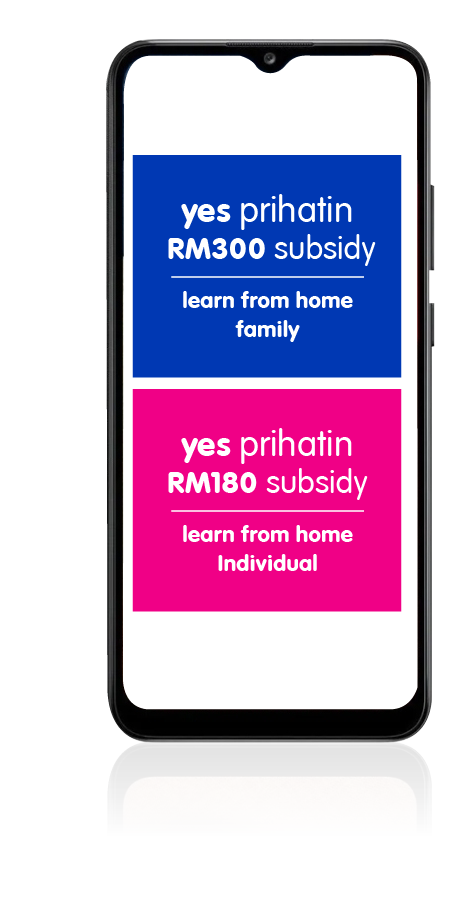 yes prihatin
RM300 subsidy
learn from home
family
yes prihatin
RM180 subsidy
learn from home
Individual